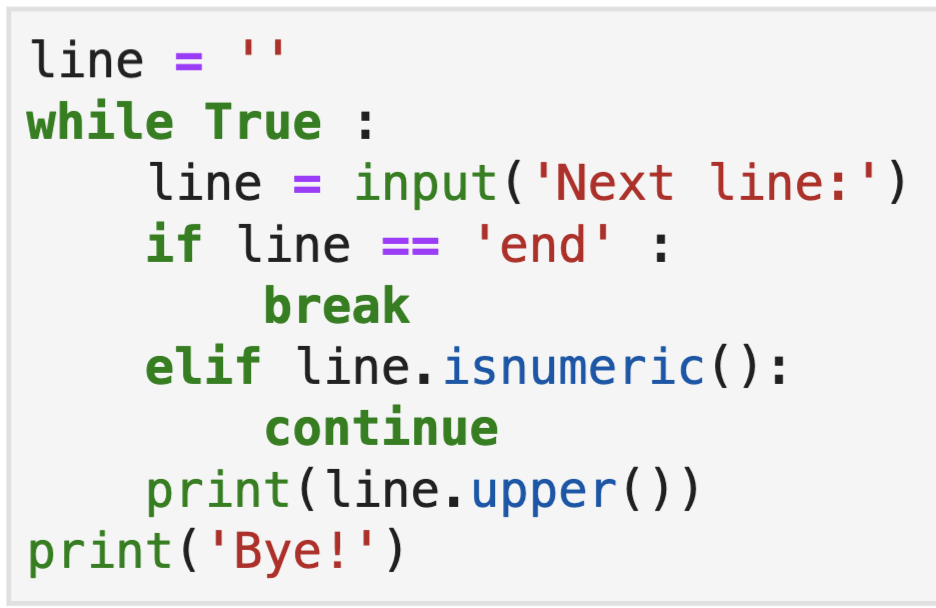 line = ''
while True :
    line = input('Next line:')
    if line == 'end' :
        break
    elif line.isnumeric():
        continue
    print(line.upper())
print('Bye!')